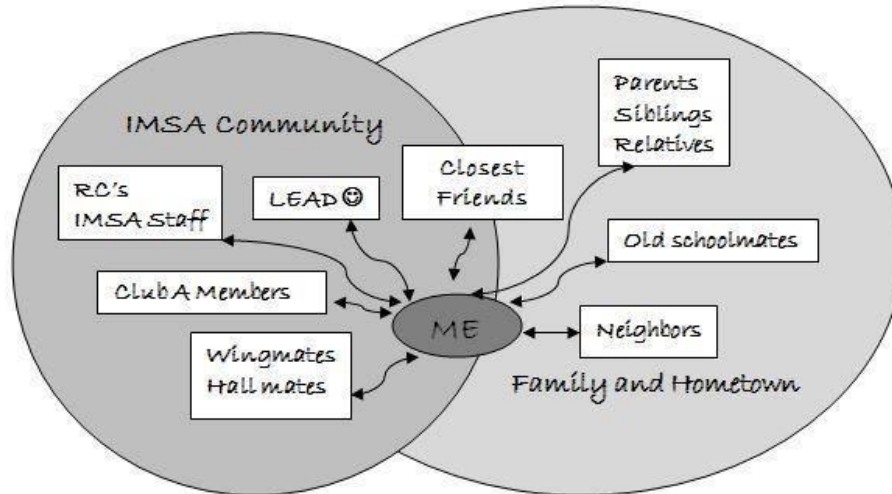 IMSA Community
RC's
IMSA Staff
LEAD☺
Closest
Friends
Parents
Siblings
Relatives
Old schoolmates
Club A Members
ME
Neighbors
Wingmates
Hall mates
Family and Hometown